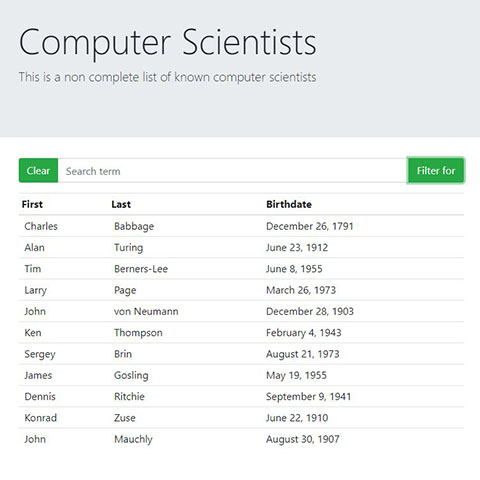 Computer Scientists
This is a non complete list of known computer scientists
Clear Search term Filter for
First Last Birthdate
Charles Babbage December 26, 1791
Alan Turing June 23, 1912
Tim Berners-Lee June 8, 1955
Larry Page March 26, 1973
John von Neumann December 28, 1903
Ken Thompson February 4, 1943
Sergey Brin August 21, 1973
James Gosling May 19, 1955
Dennis Ritchie September 9, 1941
Konrad Zuse June 22, 1910
John Mauchly August 30, 1907